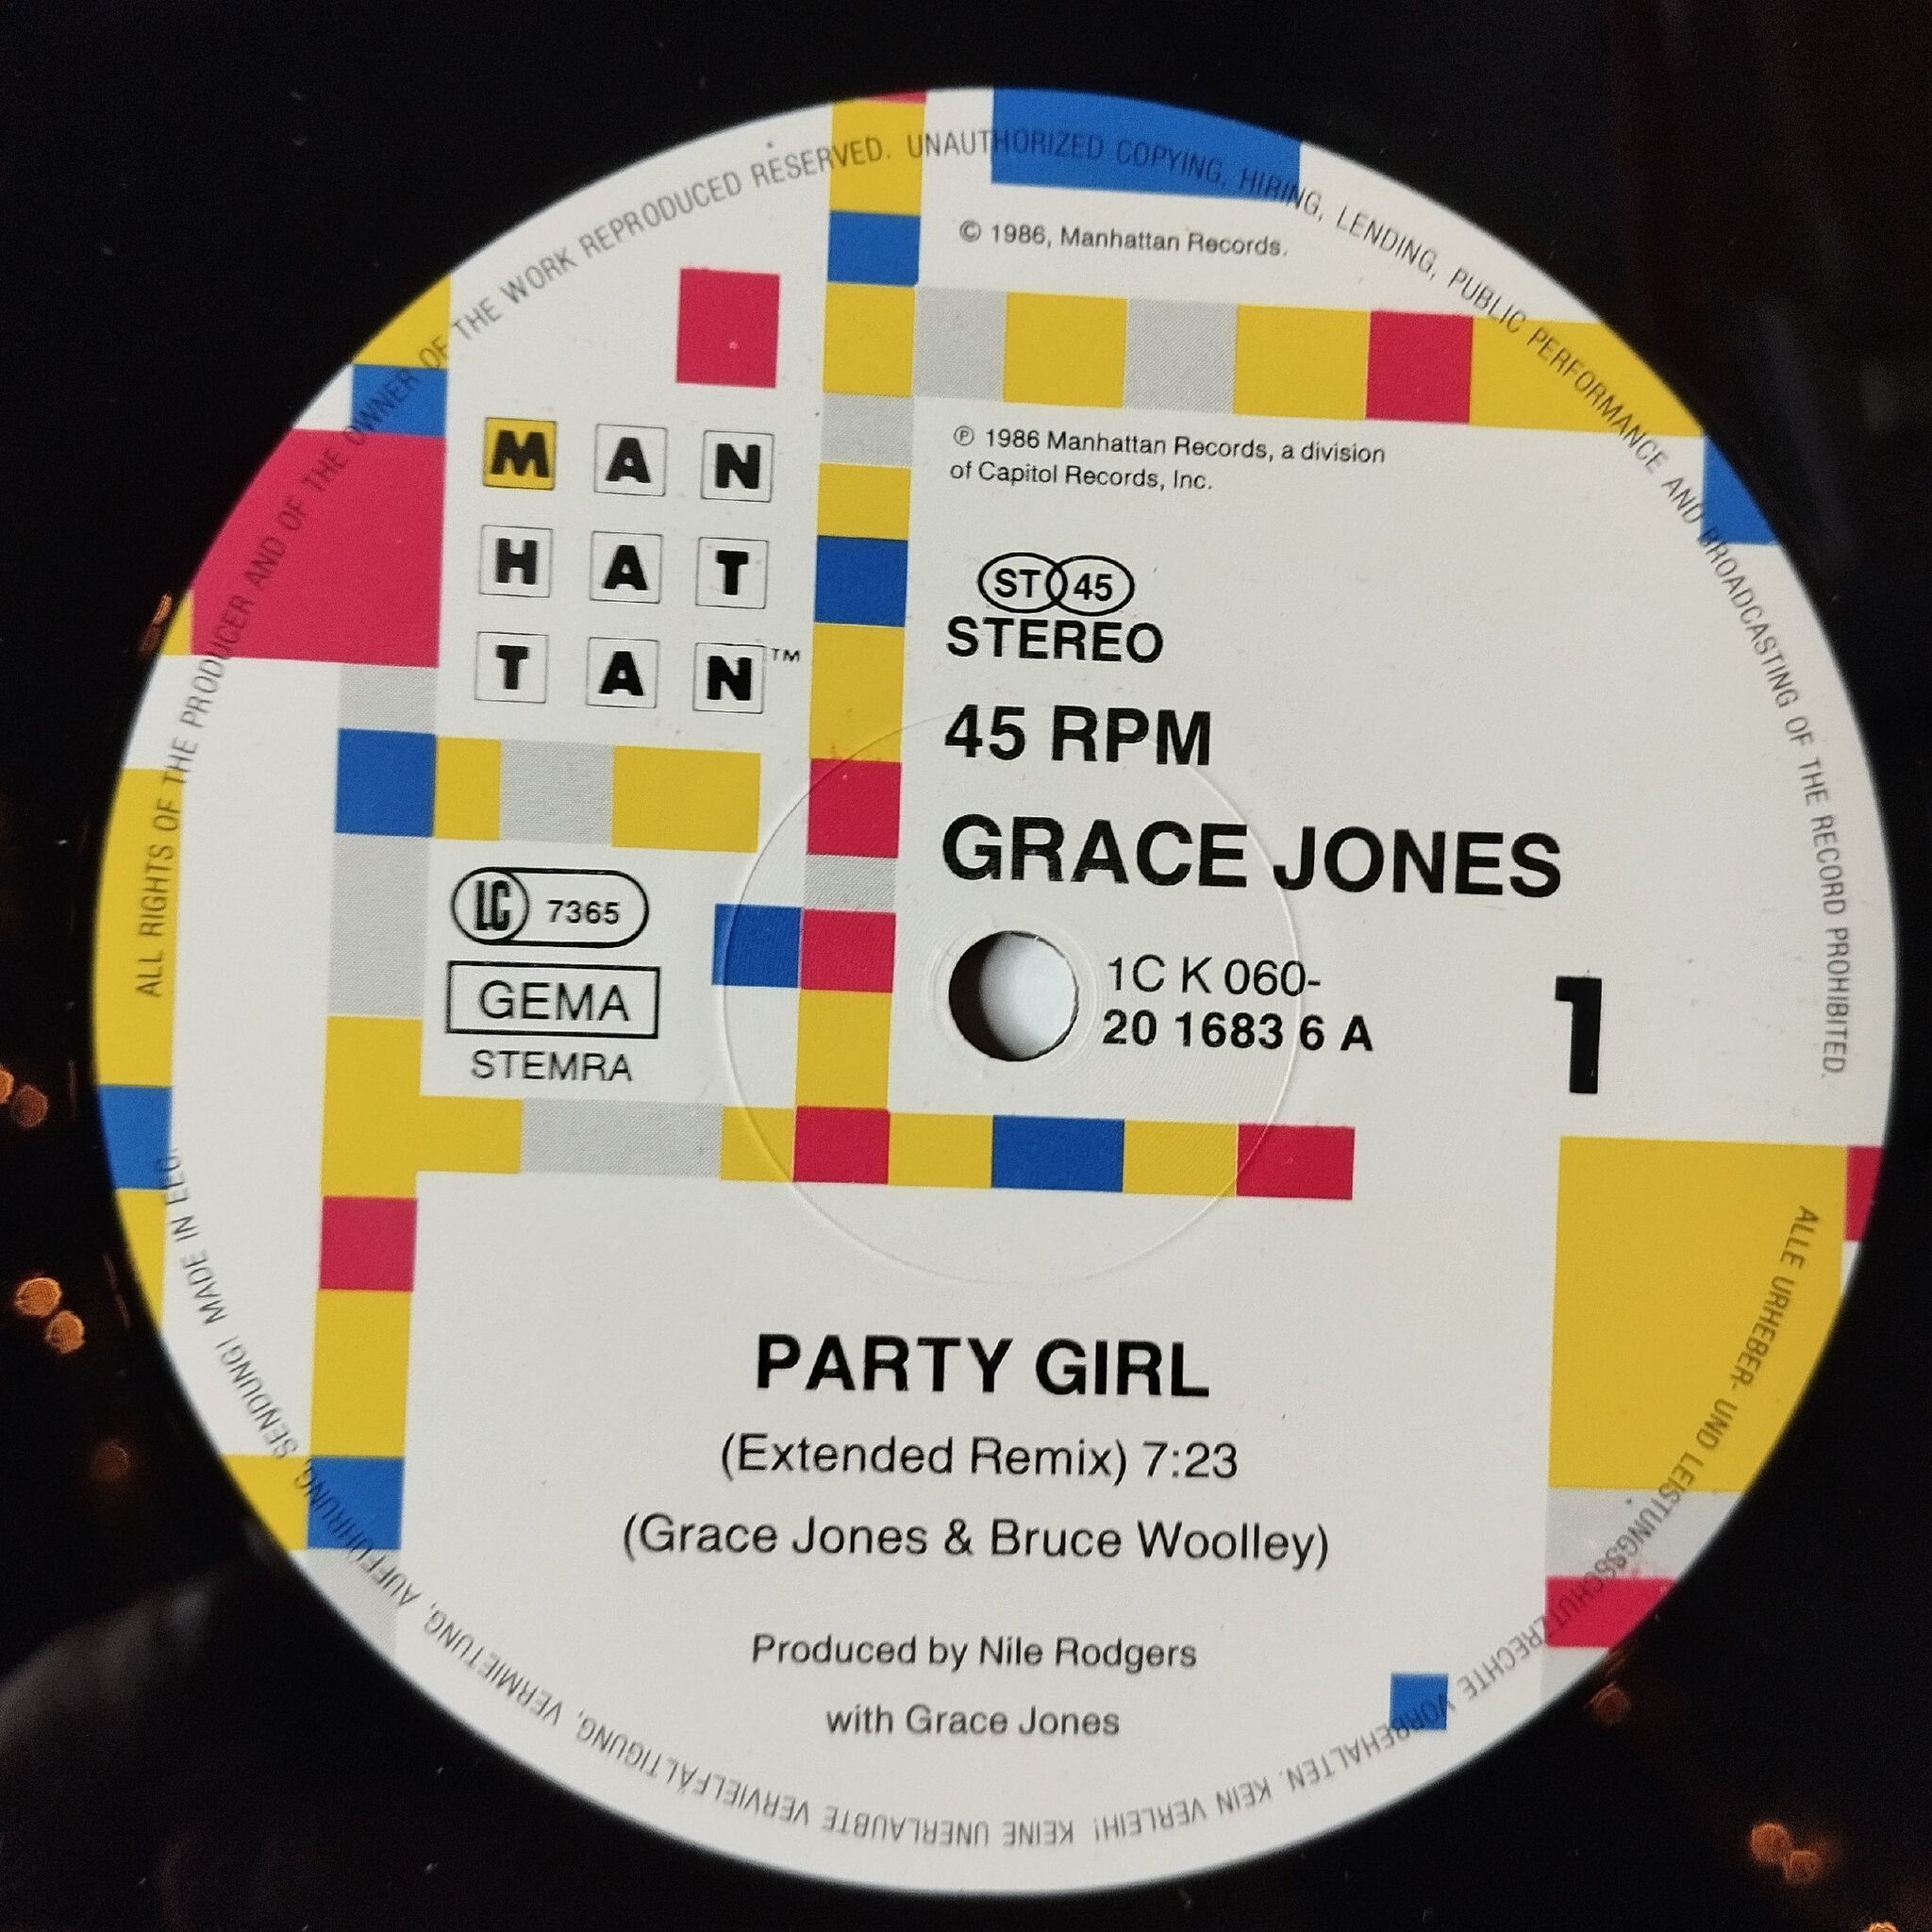 ALL RIGHTS OF THE PRODUCER AND OF THE OWNER OF THE WORK REPRODUCED RESERVED. UNAUTHORIZED COPYING, HIRING, LENDING, PUBLIC PERFORMANCE AND BROADCASTING OF THE RECORD PROHIBITED.
© 1986, Manhattan Records.
MAN
HAT
TAN™
℗ 1986 Manhattan Records, a division
of Capitol Records, Inc.
ST 45
STEREO
45 RPM
GRACE JONES
LC 7365
GEMA
STEMRA
1C K 060-
20 1683 6 A
1
PARTY GIRL
(Extended Remix) 7:23
(Grace Jones & Bruce Woolley)
Produced by Nile Rodgers
with Grace Jones
ALLE URHEBER- UND LEISTUNGSSCHUTZRECHTE VORBEHALTEN. KEIN VERLEIH! KEINE UNERLAUBTE VERVIELFÄLTIGUNG, VERMIETUNG, AUFFÜHRUNG, SENDUNG! MADE IN EEC.